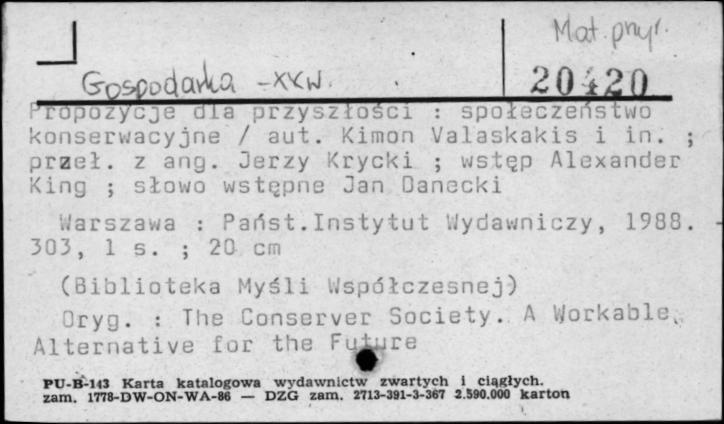 Mat. przyr.
Gospodarka - XX w.
20420
Propozycje dla przyszłości : społeczeństwo
konserwacyjne / aut. Kimon Valaskakis i in. ;
przeł. z ang. Jerzy Krycki ; wstęp Alexander
King ; słowo wstępne Jan Danecki
Warszawa : Państ.Instytut Wydawniczy, 1988.
303, 1 s. ; 20 cm
(Biblioteka Myśli Współczesnej)
Oryg. : The Conserver Society. A Workable
Alternative for the Future
PU-B-143 Karta katalogowa wydawnictw zwartych i ciągłych.
zam. 1778-DW-ON-WA-86 — DZG zam. 2713-391-3-367 2.590.000 karton